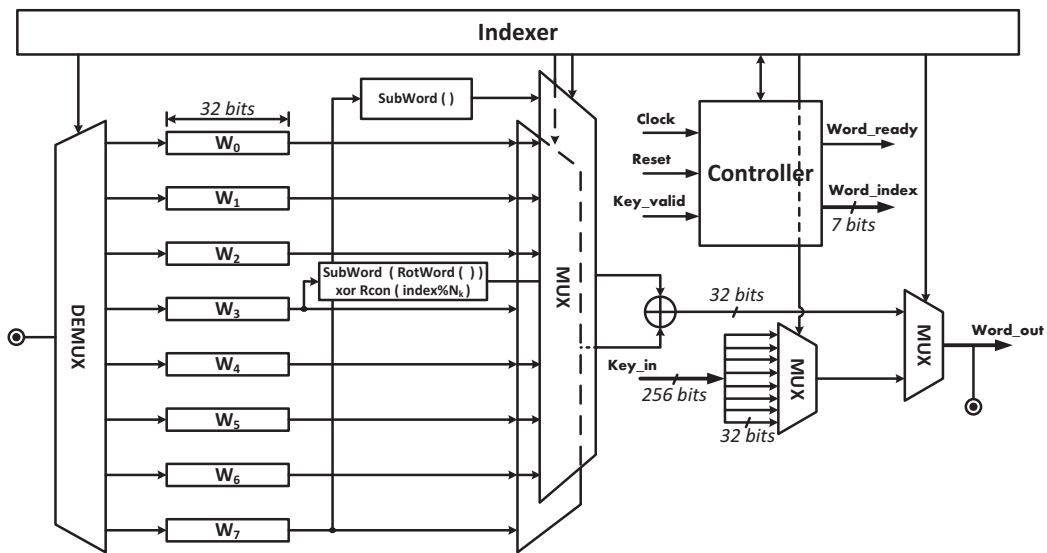 Indexer
32 bits
SubWord ( )
Clock
Word_ready
W0
Reset
Controller
W1
Key_valid
Word_index
7 bits
W2
SubWord ( RotWord ( ) )
xor Rcon ( index%Nk)
MUX
DEMUX
W3
32 bits
MUX
Word_out
W4
Key_in
MUX
256 bits
W5
32 bits
W6
W7